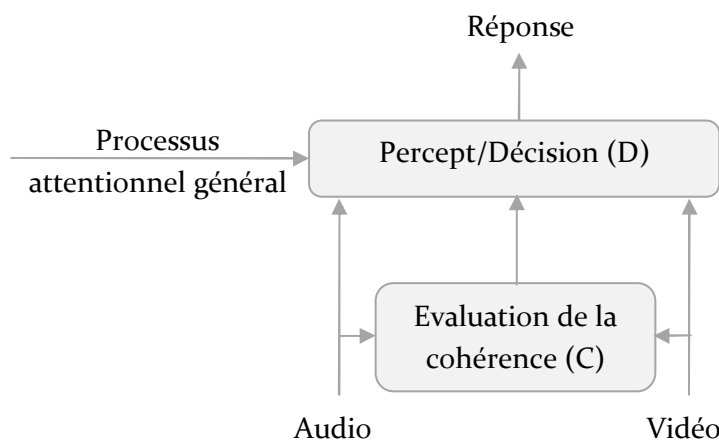 Réponse
Processus
attentionnel général
Percept/Décision (D)
Evaluation de la
cohérence (C)
Audio
Vidéo